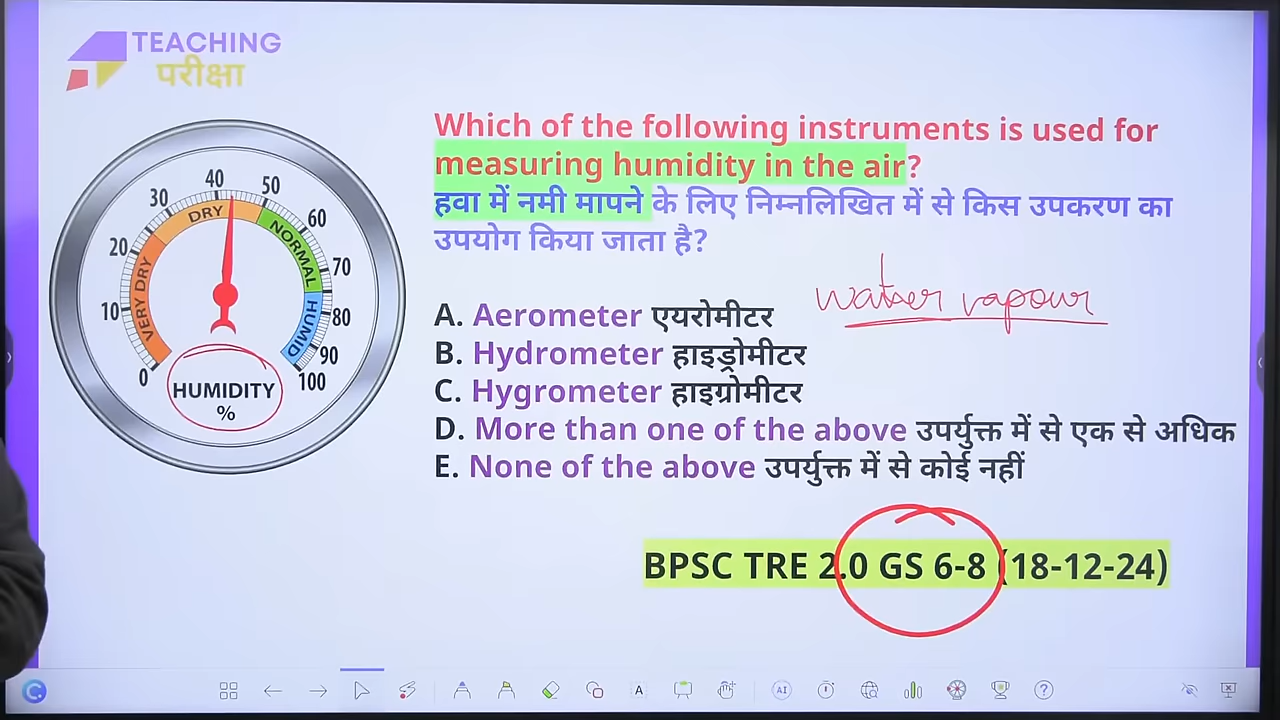 TEACHING
परीक्षा
Which of the following instruments is used for
measuring humidity in the air?
हवा में नमी मापने के लिए निम्नलिखित में से किस उपकरण का
उपयोग किया जाता है?
water vapour
A. Aerometer एयरोमीटर
B. Hydrometer हाइड्रोमीटर
C. Hygrometer हाइग्रोमीटर
D. More than one of the above उपर्युक्त में से एक से अधिक
E. None of the above उपर्युक्त में से कोई नहीं
BPSC TRE 2.0 GS 6-8 (18-12-24)
0
10
20
30
40
50
60
70
80
90
100
VERY DRY
DRY
NORMAL
HUMID
HUMIDITY
%
C
A
AI
?